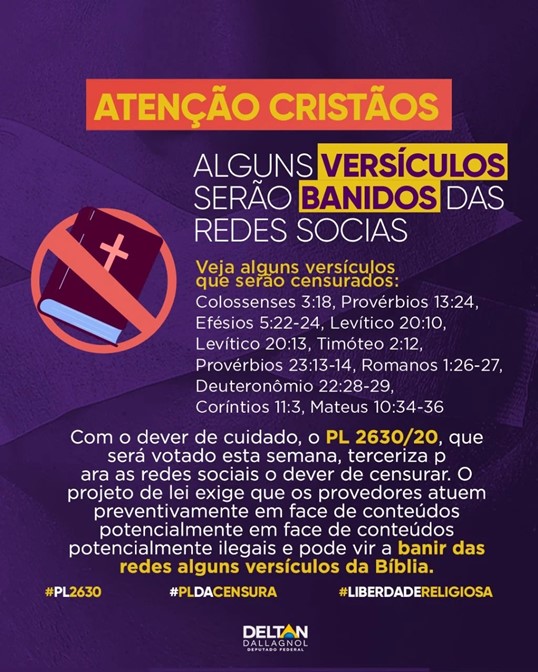 ATENÇÃO CRISTÃOS
ALGUNS VERSÍCULOS
SERÃO BANIDOS DAS
REDES SOCIAS
Veja alguns versículos
que serão censurados:
Colossenses 3:18, Provérbios 13:24,
Efésios 5:22-24, Levítico 20:10,
Levítico 20:13, Timóteo 2:12,
Provérbios 23:13-14, Romanos 1:26-27,
Deuteronômio 22:28-29,
Coríntios 11:3, Mateus 10:34-36
Com o dever de cuidado, o PL 2630/20, que
será votado esta semana, terceriza p
ara as redes sociais o dever de censurar. O
projeto de lei exige que os provedores atuem
preventivamente em face de conteúdos
potencialmente em face de conteúdos
potencialmente ilegais e pode vir a banir das
redes alguns versículos da Bíblia.
#PL2630 #PLDACENSURA #LIBERDADERELIGIOSA
DELTAN
DALLAGNOL
DEPUTADO FEDERAL